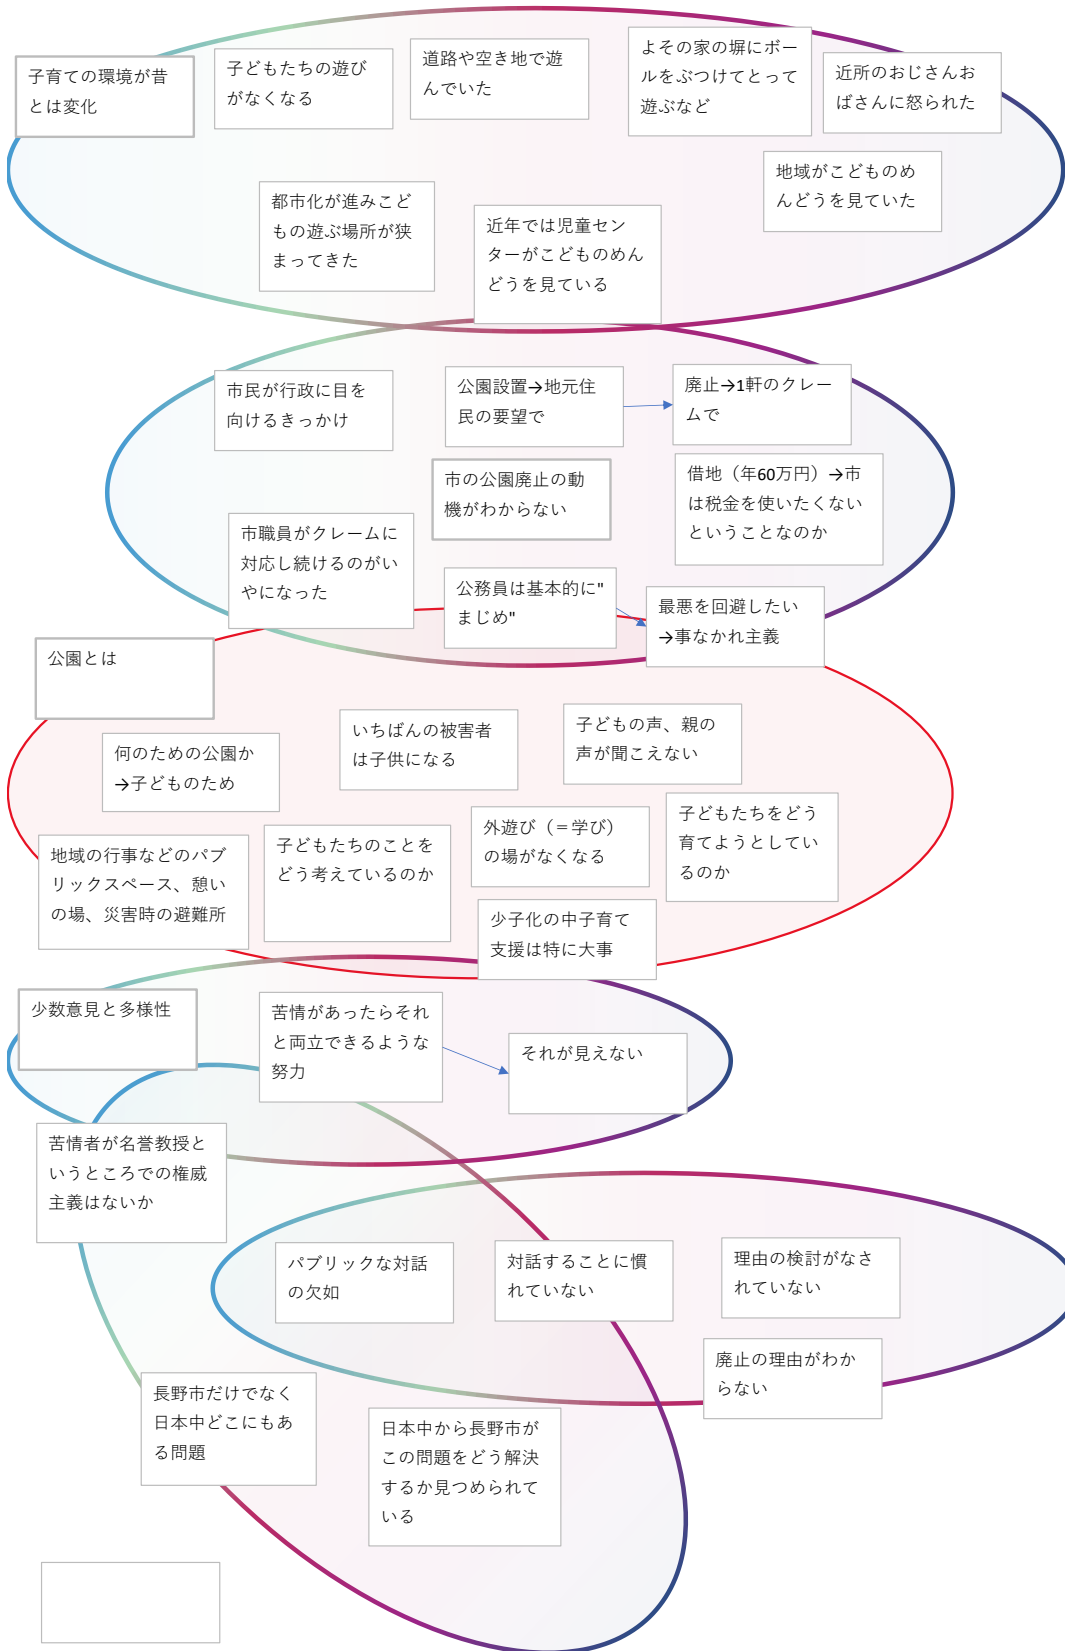 子育ての環境が昔
とは変化
子どもたちの遊び
がなくなる
道路や空き地で遊
んでいた
よその家の塀にボー
ルをぶつけてとって
遊ぶなど
近所のおじさんお
ばさんに怒られた
地域がこどものめ
んどうを見ていた
都市化が進みこど
もの遊ぶ場所が狭
まってきた
近年では児童セン
ターがこどものめん
どうを見ている
市民が行政に目を
向けるきっかけ
公園設置→地元住
民の要望で
廃止→1軒のクレー
ムで
市の公園廃止の動
機がわからない
借地（年60万円）→市
は税金を使いたくない
ということなのか
市職員がクレームに
対応し続けるのがい
やになった
公務員は基本的に"
まじめ"
最悪を回避したい
→事なかれ主義
公園とは
何のための公園か
→子どものため
いちばんの被害者
は子供になる
子どもの声、親の
声が聞こえない
地域の行事などのパブ
リックスペース、憩い
の場、災害時の避難所
子どもたちのことを
どう考えているのか
外遊び（＝学び）
の場がなくなる
子どもたちをどう
育てようとしてい
るのか
少子化の中子育て
支援は特に大事
少数意見と多様性
苦情があったらそれ
と両立できるような
努力
それが見えない
苦情者が名誉教授と
いうところでの権威
主義はないか
パブリックな対話
の欠如
対話することに慣
れていない
理由の検討がなさ
れていない
廃止の理由がわか
らない
長野市だけでなく
日本中どこにもあ
る問題
日本中から長野市が
この問題をどう解決
するか見つめられて
いる